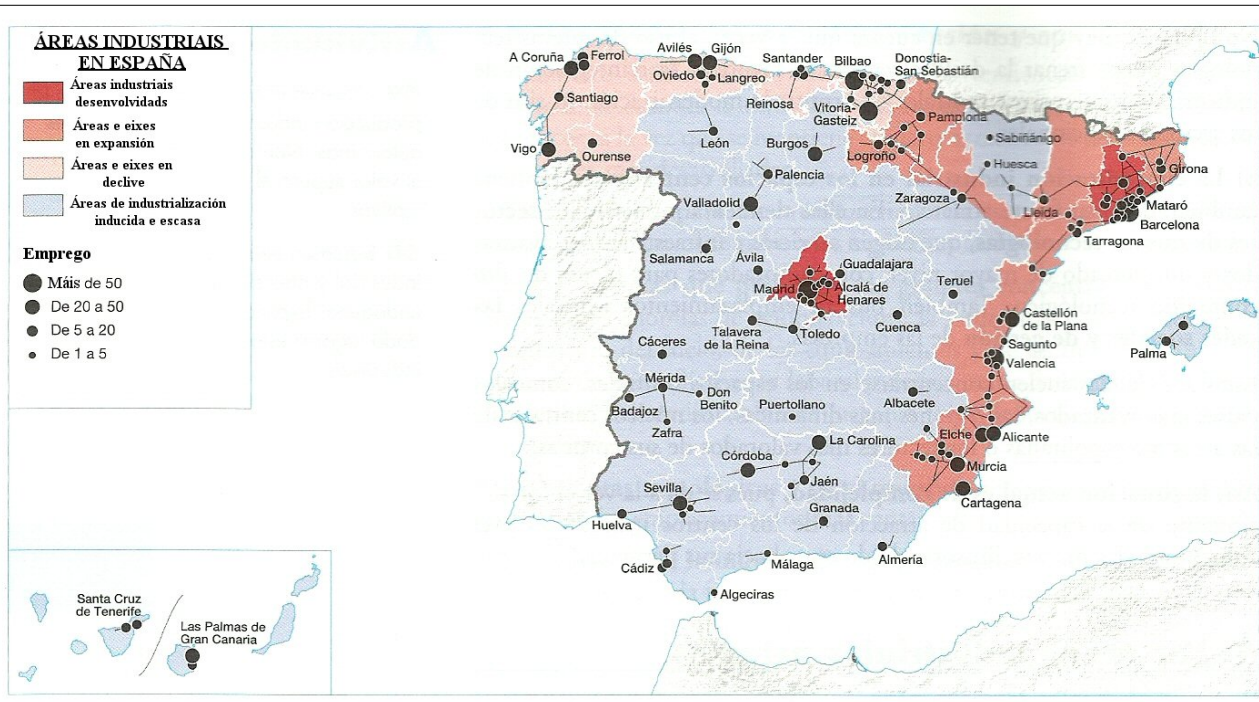 ÁREAS INDUSTRIAIS
EN ESPAÑA
Áreas industriais
desenvolvidas
Áreas e eixes
en expansión
Áreas e eixes en
declive
Áreas de industrialización
inducida e escasa
Emprego
Máis de 50
De 20 a 50
De 5 a 20
De 1 a 5
A Coruña
Ferrol
Santiago
Vigo
Ourense
Avilés
Gijón
Oviedo
Langreo
Santander
Reinosa
Bilbao
Donostia-
San Sebastián
Vitoria-
Gasteiz
Pamplona
Logroño
León
Burgos
Palencia
Valladolid
Salamanca
Ávila
Sabiñánigo
Huesca
Zaragoza
Lleida
Girona
Mataró
Barcelona
Tarragona
Teruel
Guadalajara
Madrid
Alcalá de
Henares
Talavera
de la Reina
Toledo
Cuenca
Castellón
de la Plana
Sagunto
Valencia
Palma
Cáceres
Mérida
Badajoz
Don
Benito
Zafra
Puertollano
Albacete
Elche
Alicante
Murcia
Cartagena
La Carolina
Córdoba
Jaén
Sevilla
Huelva
Granada
Cádiz
Málaga
Almería
Algeciras
Santa Cruz
de Tenerife
Las Palmas de
Gran Canaria